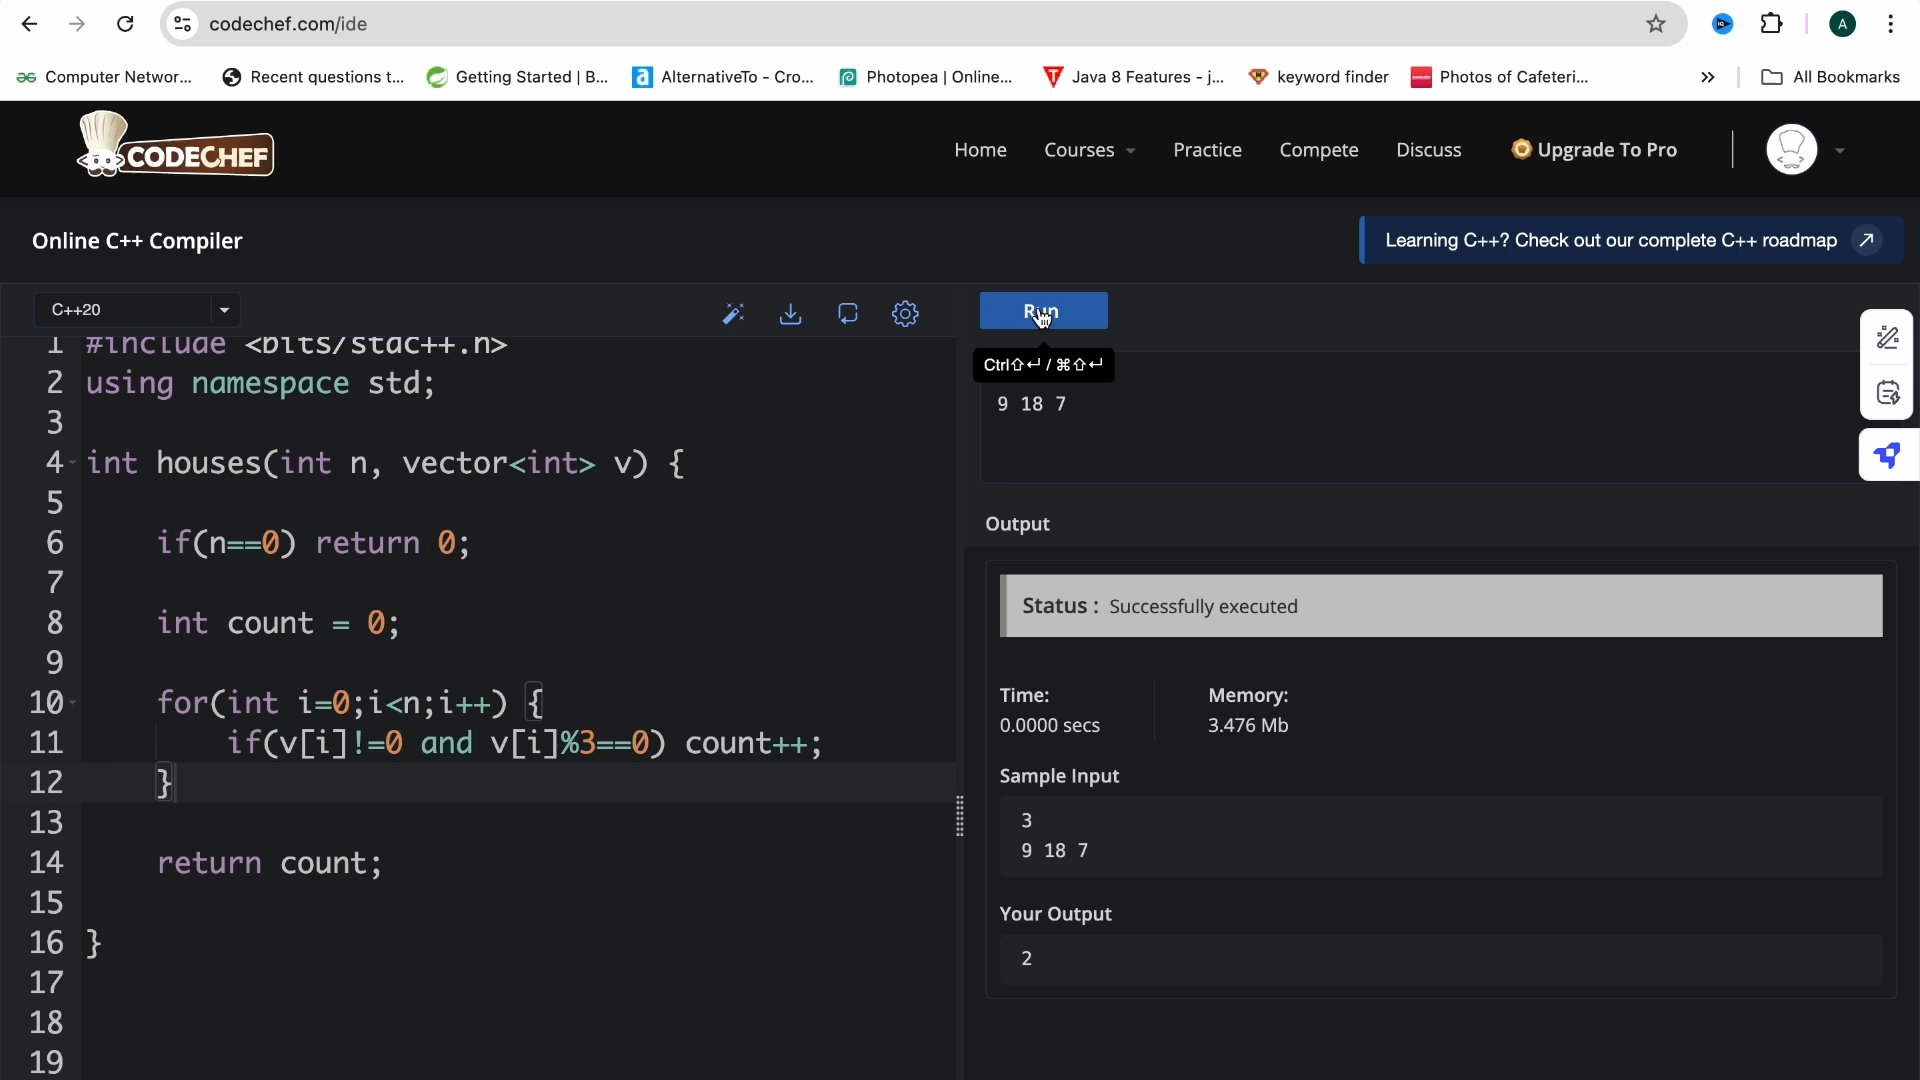 codechef.com/ide
A
Computer Networ...
Recent questions t...
Getting Started | B...
AlternativeTo - Cro...
Photopea | Online...
Java 8 Features - j...
keyword finder
Photos of Cafeteri...
All Bookmarks
CODECHEF
Home
Courses
Practice
Compete
Discuss
Upgrade To Pro
Online C++ Compiler
Learning C++? Check out our complete C++ roadmap
C++20
Run
Ctrl⇧↵ / ⌘⇧↵
1 #include <bits/stdc++.h>
2 using namespace std;
3
4 int houses(int n, vector<int> v) {
5
6 if(n==0) return 0;
7
8 int count = 0;
9
10 for(int i=0;i<n;i++) {
11 if(v[i]!=0 and v[i]%3==0) count++;
12 }
13
14 return count;
15
16 }
17
18
19
9 18 7
Output
Status : Successfully executed
Time:
0.0000 secs
Memory:
3.476 Mb
Sample Input
3
9 18 7
Your Output
2